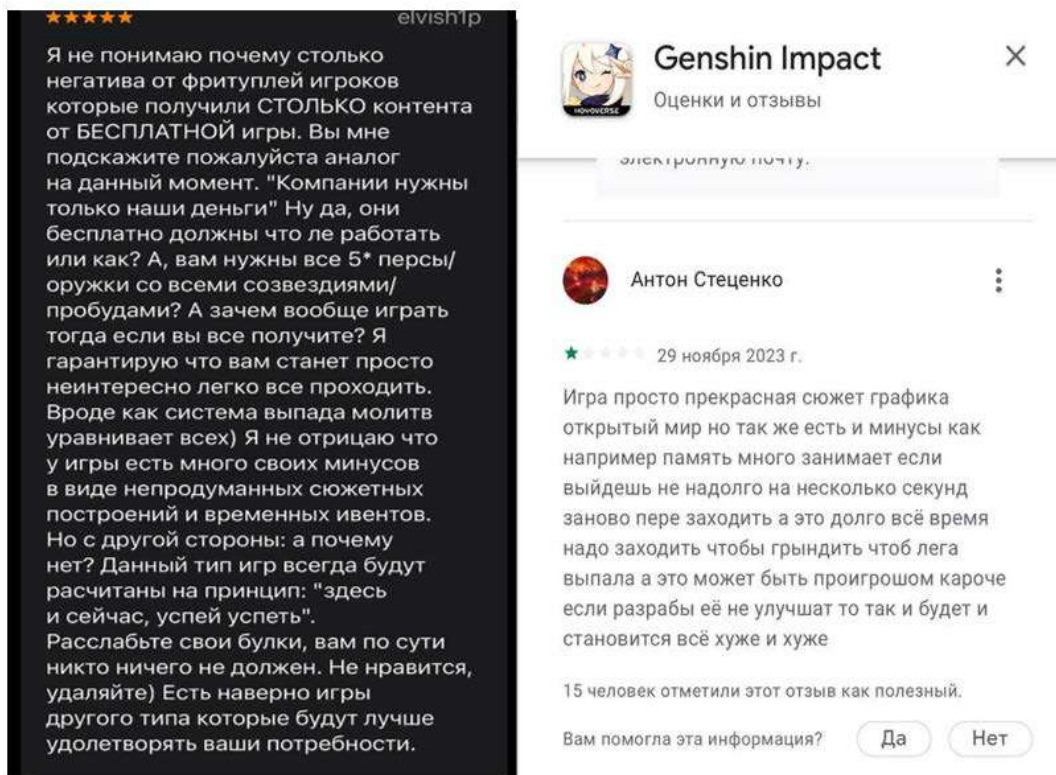 elvish1p
Я не понимаю почему столько
негатива от фритуплей игроков
которые получили СТОЛЬКО контента
от БЕСПЛАТНОЙ игры. Вы мне
подскажите пожалуйста аналог
на данный момент. "Компании нужны
только наши деньги" Ну да, они
бесплатно должны что ле работать
или как? А, вам нужны все 5* персы/
оружки со всеми созвездиями/
пробудами? А зачем вообще играть
тогда если вы все получите? Я
гарантирую что вам станет просто
неинтересно легко все проходить.
Вроде как система выпада молитв
уравнивает всех) Я не отрицаю что
у игры есть много своих минусов
в виде непродуманных сюжетных
построений и временных ивентов.
Но с другой стороны: а почему
нет? Данный тип игр всегда будут
расчитаны на принцип: "здесь
и сейчас, успей успеть".
Расслабьте свои булки, вам по сути
никто ничего не должен. Не нравится,
удаляйте) Есть наверно игры
другого типа которые будут лучше
удолетворять ваши потребности.
Genshin Impact
Оценки и отзывы
HOYOVERSE
электронную почту.
Антон Стеценко
29 ноября 2023 г.
Игра просто прекрасная сюжет графика
открытый мир но так же есть и минусы как
например память много занимает если
выйдешь не надолго на несколько секунд
заново пере заходить а это долго всё время
надо заходить чтобы грындить чтоб лега
выпала а это может быть проигрошом кароче
если разрабы её не улучшат то так и будет и
становится всё хуже и хуже
15 человек отметили этот отзыв как полезный.
Вам помогла эта информация?
Да
Нет